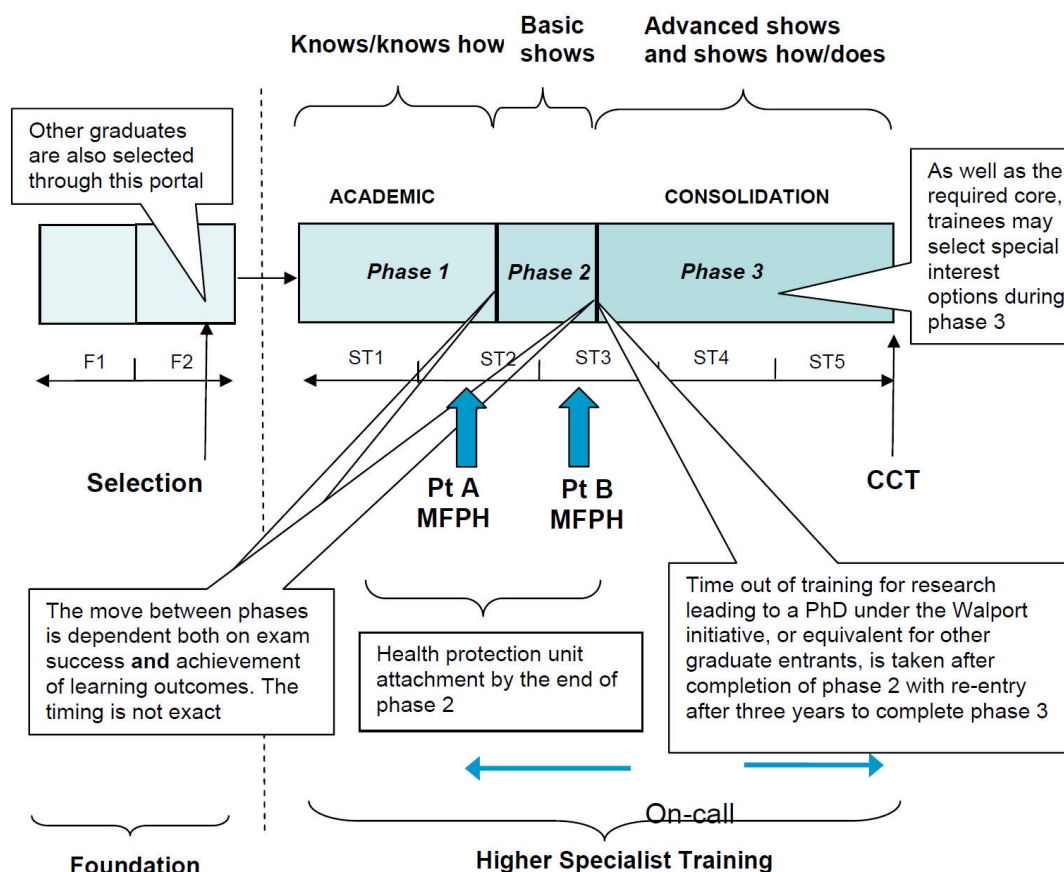 Knows/knows how
Basic
shows
Advanced shows
and shows how/does
Other graduates
are also selected
through this portal
ACADEMIC
CONSOLIDATION
As well as the
required core,
trainees may
select special
interest
options during
phase 3
Phase 1
Phase 2
Phase 3
F1
F2
ST1
ST2
ST3
ST4
ST5
Selection
Pt A
MFPH
Pt B
MFPH
CCT
The move between phases
is dependent both on exam
success and achievement
of learning outcomes. The
timing is not exact
Health protection unit
attachment by the end of
phase 2
Time out of training for research
leading to a PhD under the Walport
initiative, or equivalent for other
graduate entrants, is taken after
completion of phase 2 with re-entry
after three years to complete phase 3
On-call
Foundation
Higher Specialist Training